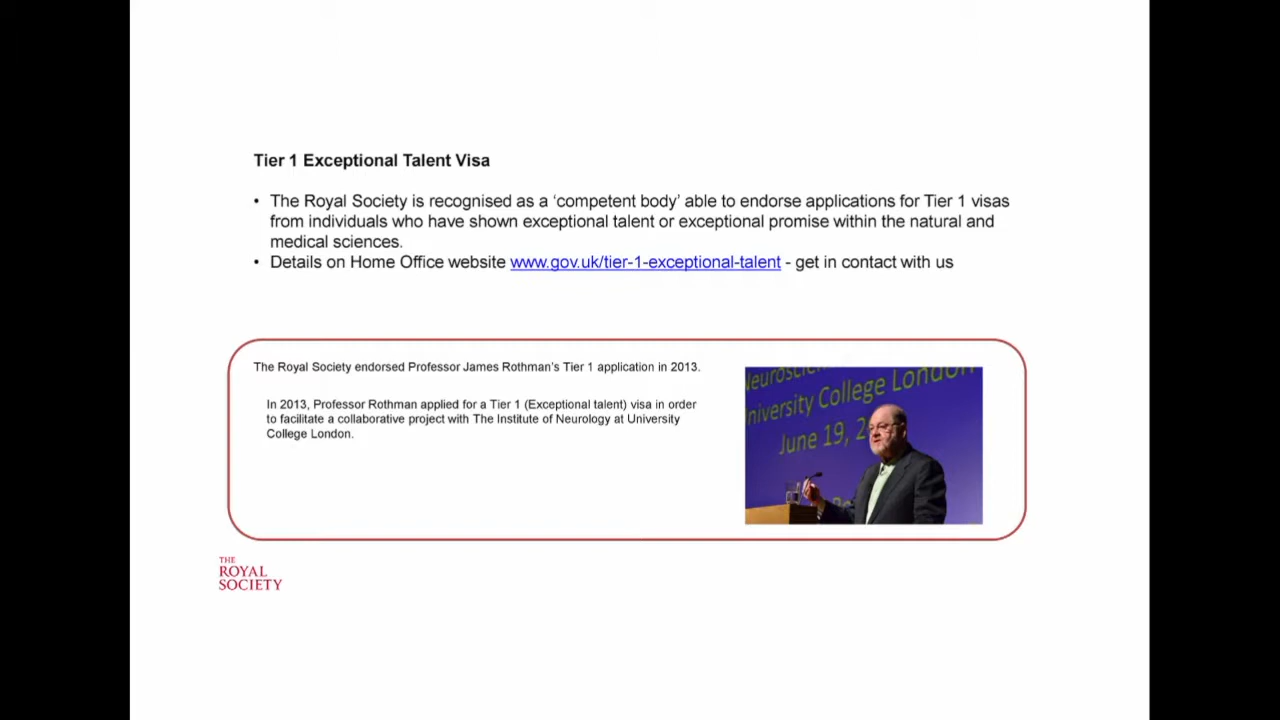 Tier 1 Exceptional Talent Visa
• The Royal Society is recognised as a ‘competent body’ able to endorse applications for Tier 1 visas
from individuals who have shown exceptional talent or exceptional promise within the natural and
medical sciences.
• Details on Home Office website www.gov.uk/tier-1-exceptional-talent - get in contact with us
The Royal Society endorsed Professor James Rothman’s Tier 1 application in 2013.
In 2013, Professor Rothman applied for a Tier 1 (Exceptional talent) visa in order
to facilitate a collaborative project with The Institute of Neurology at University
College London.
University College London
June 19, 2
THE
ROYAL
SOCIETY